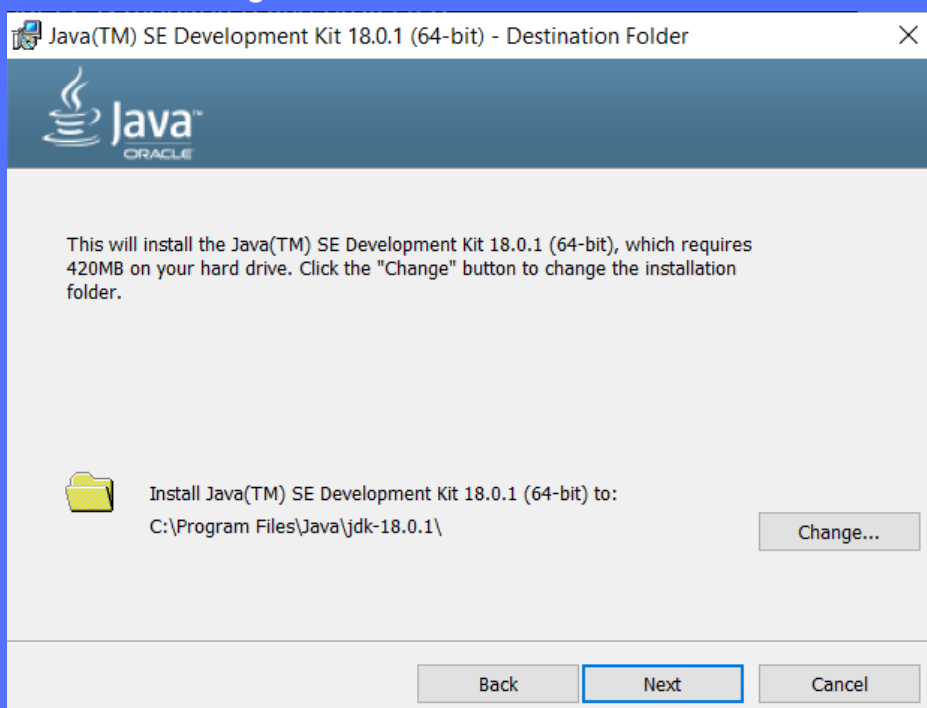 Java(TM) SE Development Kit 18.0.1 (64-bit) - Destination Folder
Java™
ORACLE
This will install the Java(TM) SE Development Kit 18.0.1 (64-bit), which requires
420MB on your hard drive. Click the "Change" button to change the installation
folder.
Install Java(TM) SE Development Kit 18.0.1 (64-bit) to:
C:\Program Files\Java\jdk-18.0.1\
Change...
Back
Next
Cancel